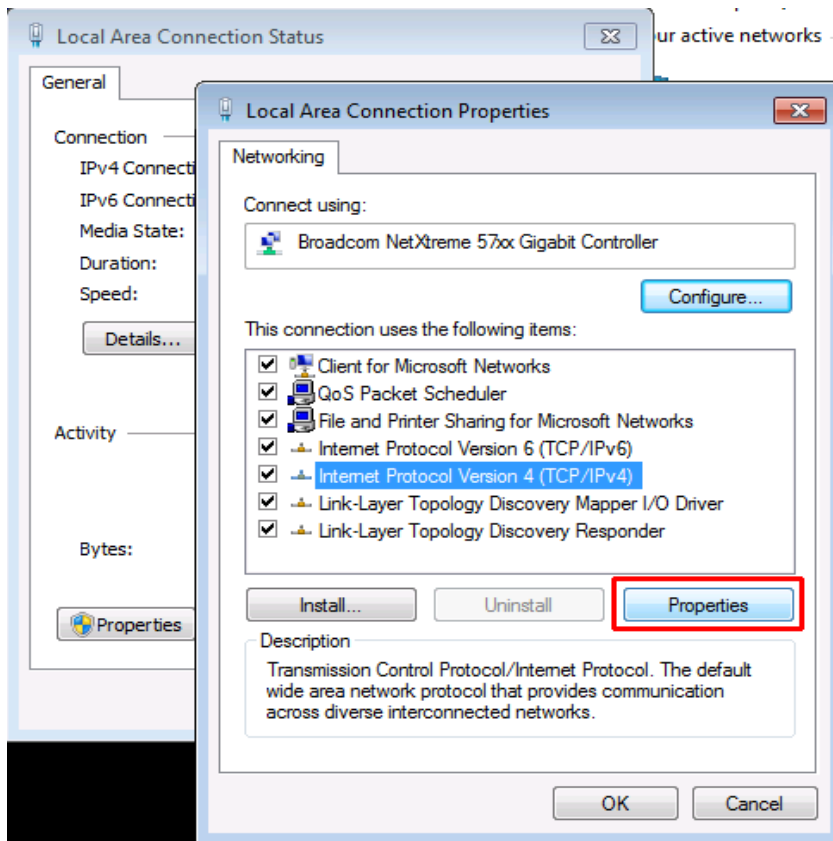 Local Area Connection Status
ur active networks
General
Connection
IPv4 Connecti
IPv6 Connecti
Media State:
Duration:
Speed:
Details...
Activity
Bytes:
Properties
Local Area Connection Properties
Networking
Connect using:
Broadcom NetXtreme 57xx Gigabit Controller
Configure...
This connection uses the following items:
Client for Microsoft Networks
QoS Packet Scheduler
File and Printer Sharing for Microsoft Networks
Internet Protocol Version 6 (TCP/IPv6)
Internet Protocol Version 4 (TCP/IPv4)
Link-Layer Topology Discovery Mapper I/O Driver
Link-Layer Topology Discovery Responder
Install...
Uninstall
Properties
Description
Transmission Control Protocol/Internet Protocol. The default
wide area network protocol that provides communication
across diverse interconnected networks.
OK
Cancel